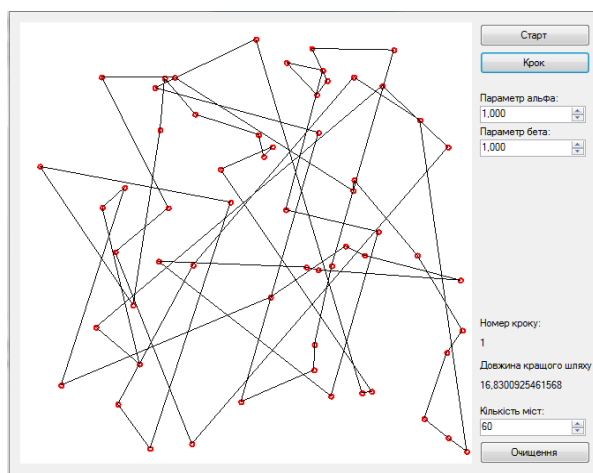 Старт
Крок
Параметр альфа:
1,000
Параметр бета:
1,000
Номер кроку:
1
Довжина кращого шляху
16,8300925461568
Кількість міст:
60
Очищення